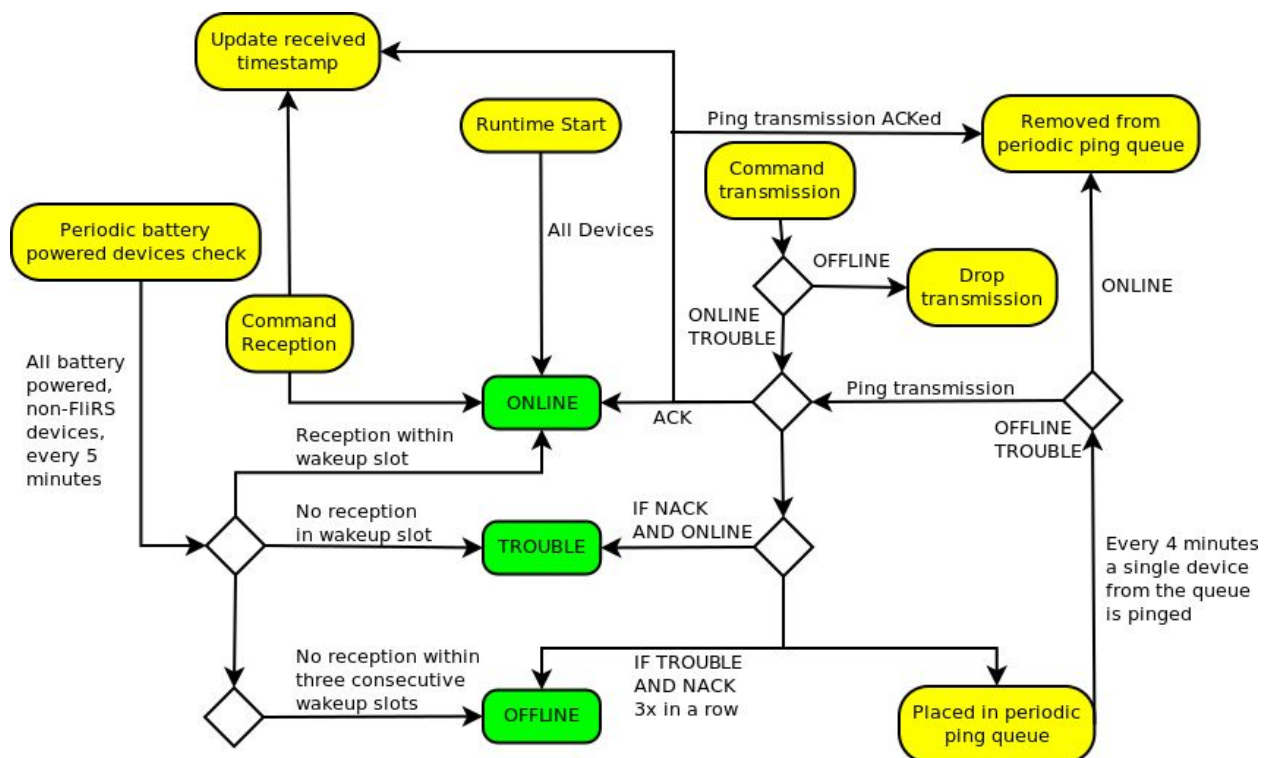 Update received
timestamp
Runtime Start
Ping transmission ACKed
Removed from
periodic ping queue
Command
transmission
Periodic battery
powered devices check
All Devices
OFFLINE
Drop
transmission
ONLINE
Command
Reception
ONLINE
TROUBLE
All battery
powered,
non-FliRS
devices,
every 5
minutes
ONLINE
ACK
Ping transmission
OFFLINE
TROUBLE
Reception within
wakeup slot
No reception
in wakeup slot
TROUBLE
IF NACK
AND ONLINE
Every 4 minutes
a single device
from the queue
is pinged
No reception within
three consecutive
wakeup slots
OFFLINE
IF TROUBLE
AND NACK
3x in a row
Placed in periodic
ping queue